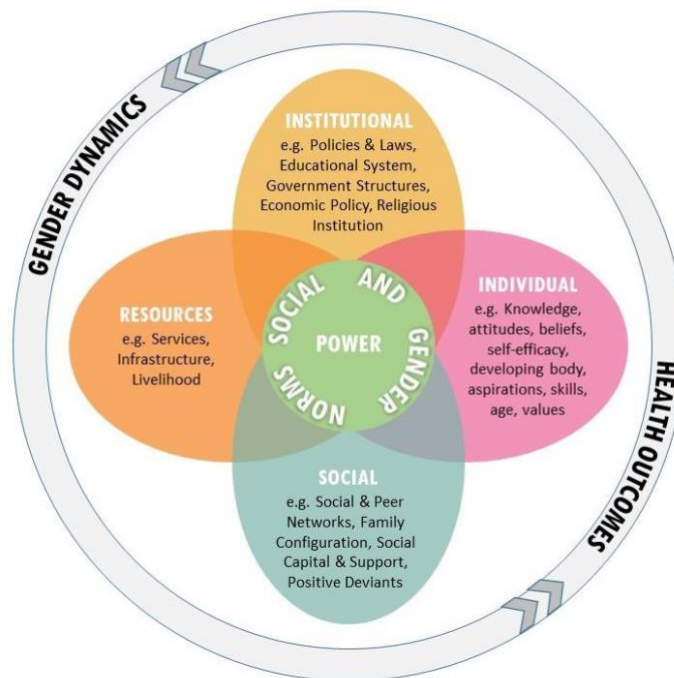 GENDER DYNAMICS
INSTITUTIONAL
e.g. Policies & Laws,
Educational System,
Government Structures,
Economic Policy, Religious
Institution
RESOURCES
e.g. Services,
Infrastructure,
Livelihood
SOCIAL AND GENDER NORMS
POWER
INDIVIDUAL
e.g. Knowledge,
attitudes, beliefs,
self-efficacy,
developing body,
aspirations, skills,
age, values
SOCIAL
e.g. Social & Peer
Networks, Family
Configuration, Social
Capital & Support,
Positive Deviants
HEALTH OUTCOMES